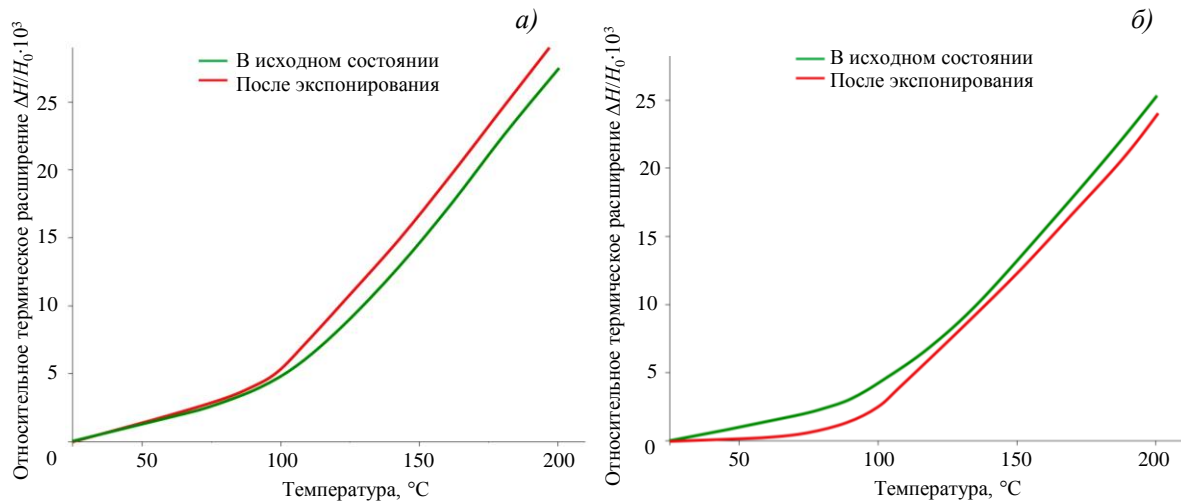 а)
Относительное термическое расширение ΔH/H₀·10³
В исходном состоянии
После экспонирования
25
20
15
10
5
0
50
100
150
200
Температура, °С
б)
Относительное термическое расширение ΔH/H₀·10³
В исходном состоянии
После экспонирования
25
20
15
10
5
0
50
100
150
200
Температура, °С